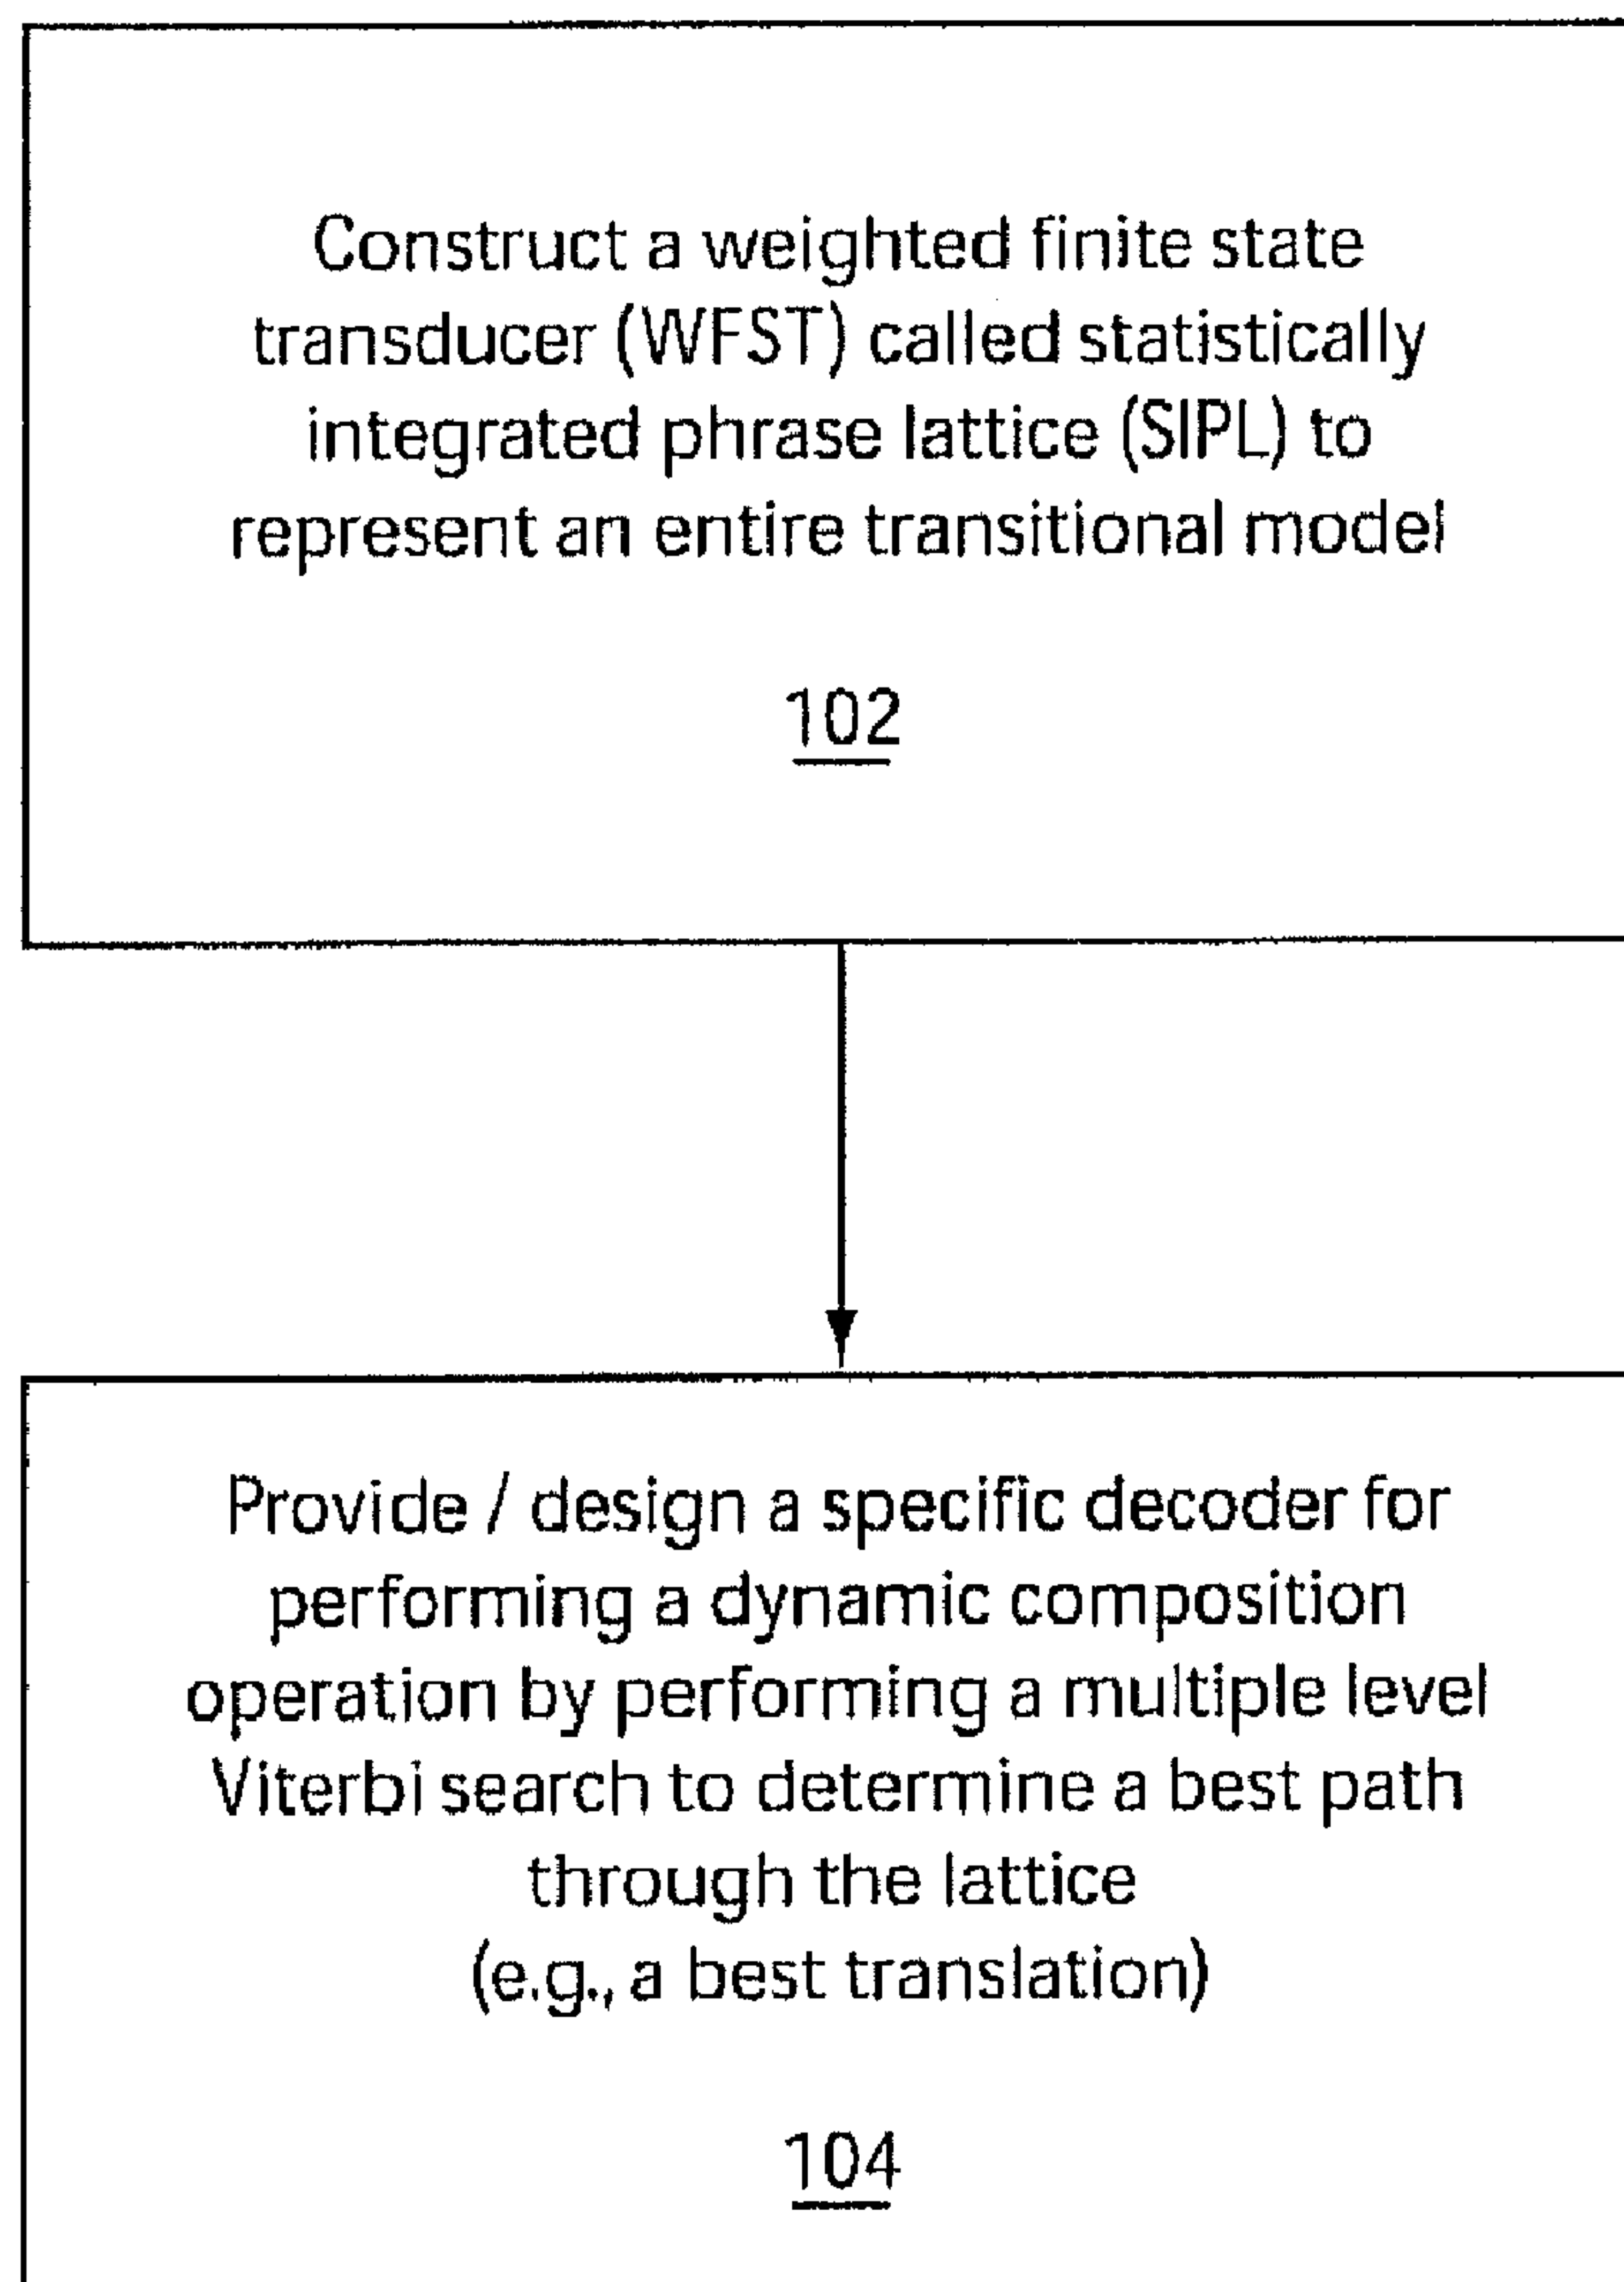 Construct a weighted finite state
transducer (WFST) called statistically
integrated phrase lattice (SIPL) to
represent an entire transitional model
102
Provide / design a specific decoder for
performing a dynamic composition
operation by performing a multiple level
Viterbi search to determine a best path
through the lattice
(e.g., a best translation)
104